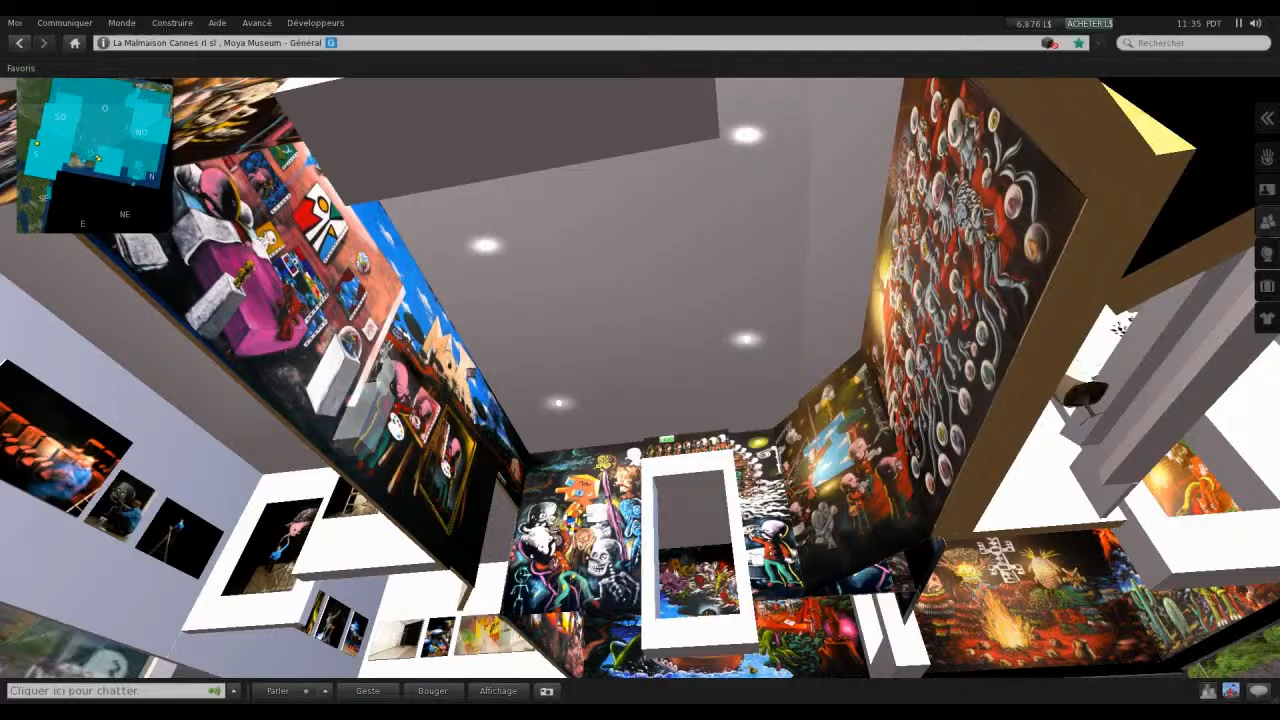 Moi Communiquer Monde Construire Aide Avancé Développeurs 6,876 L$ ACHETER L$ 11:35 PDT
La Malmaison Cannes rl sl , Moya Museum - Général G Rechercher
Favoris
O
SO
NO
S
N
SE
NE
E
Cliquer ici pour chatter. Parler Geste Bouger Affichage